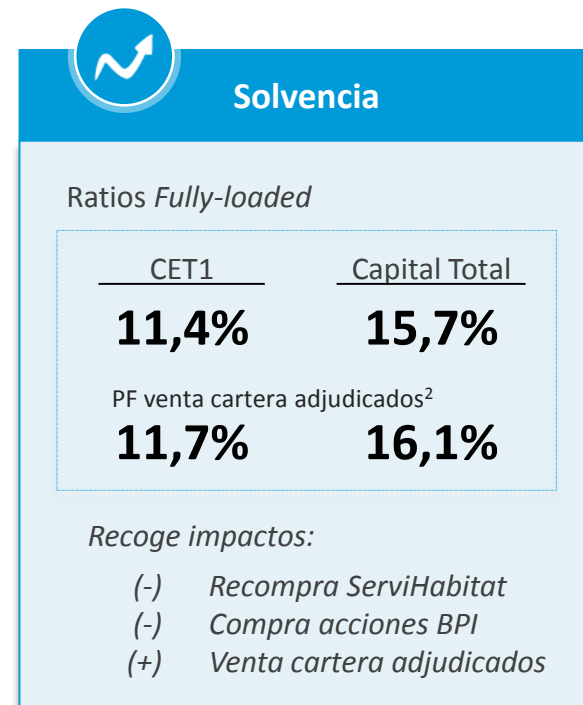 Solvencia
Ratios Fully-loaded
CET1 Capital Total
11,4% 15,7%
PF venta cartera adjudicados²
11,7% 16,1%
Recoge impactos:
(-) Recompra ServiHabitat
(-) Compra acciones BPI
(+) Venta cartera adjudicados